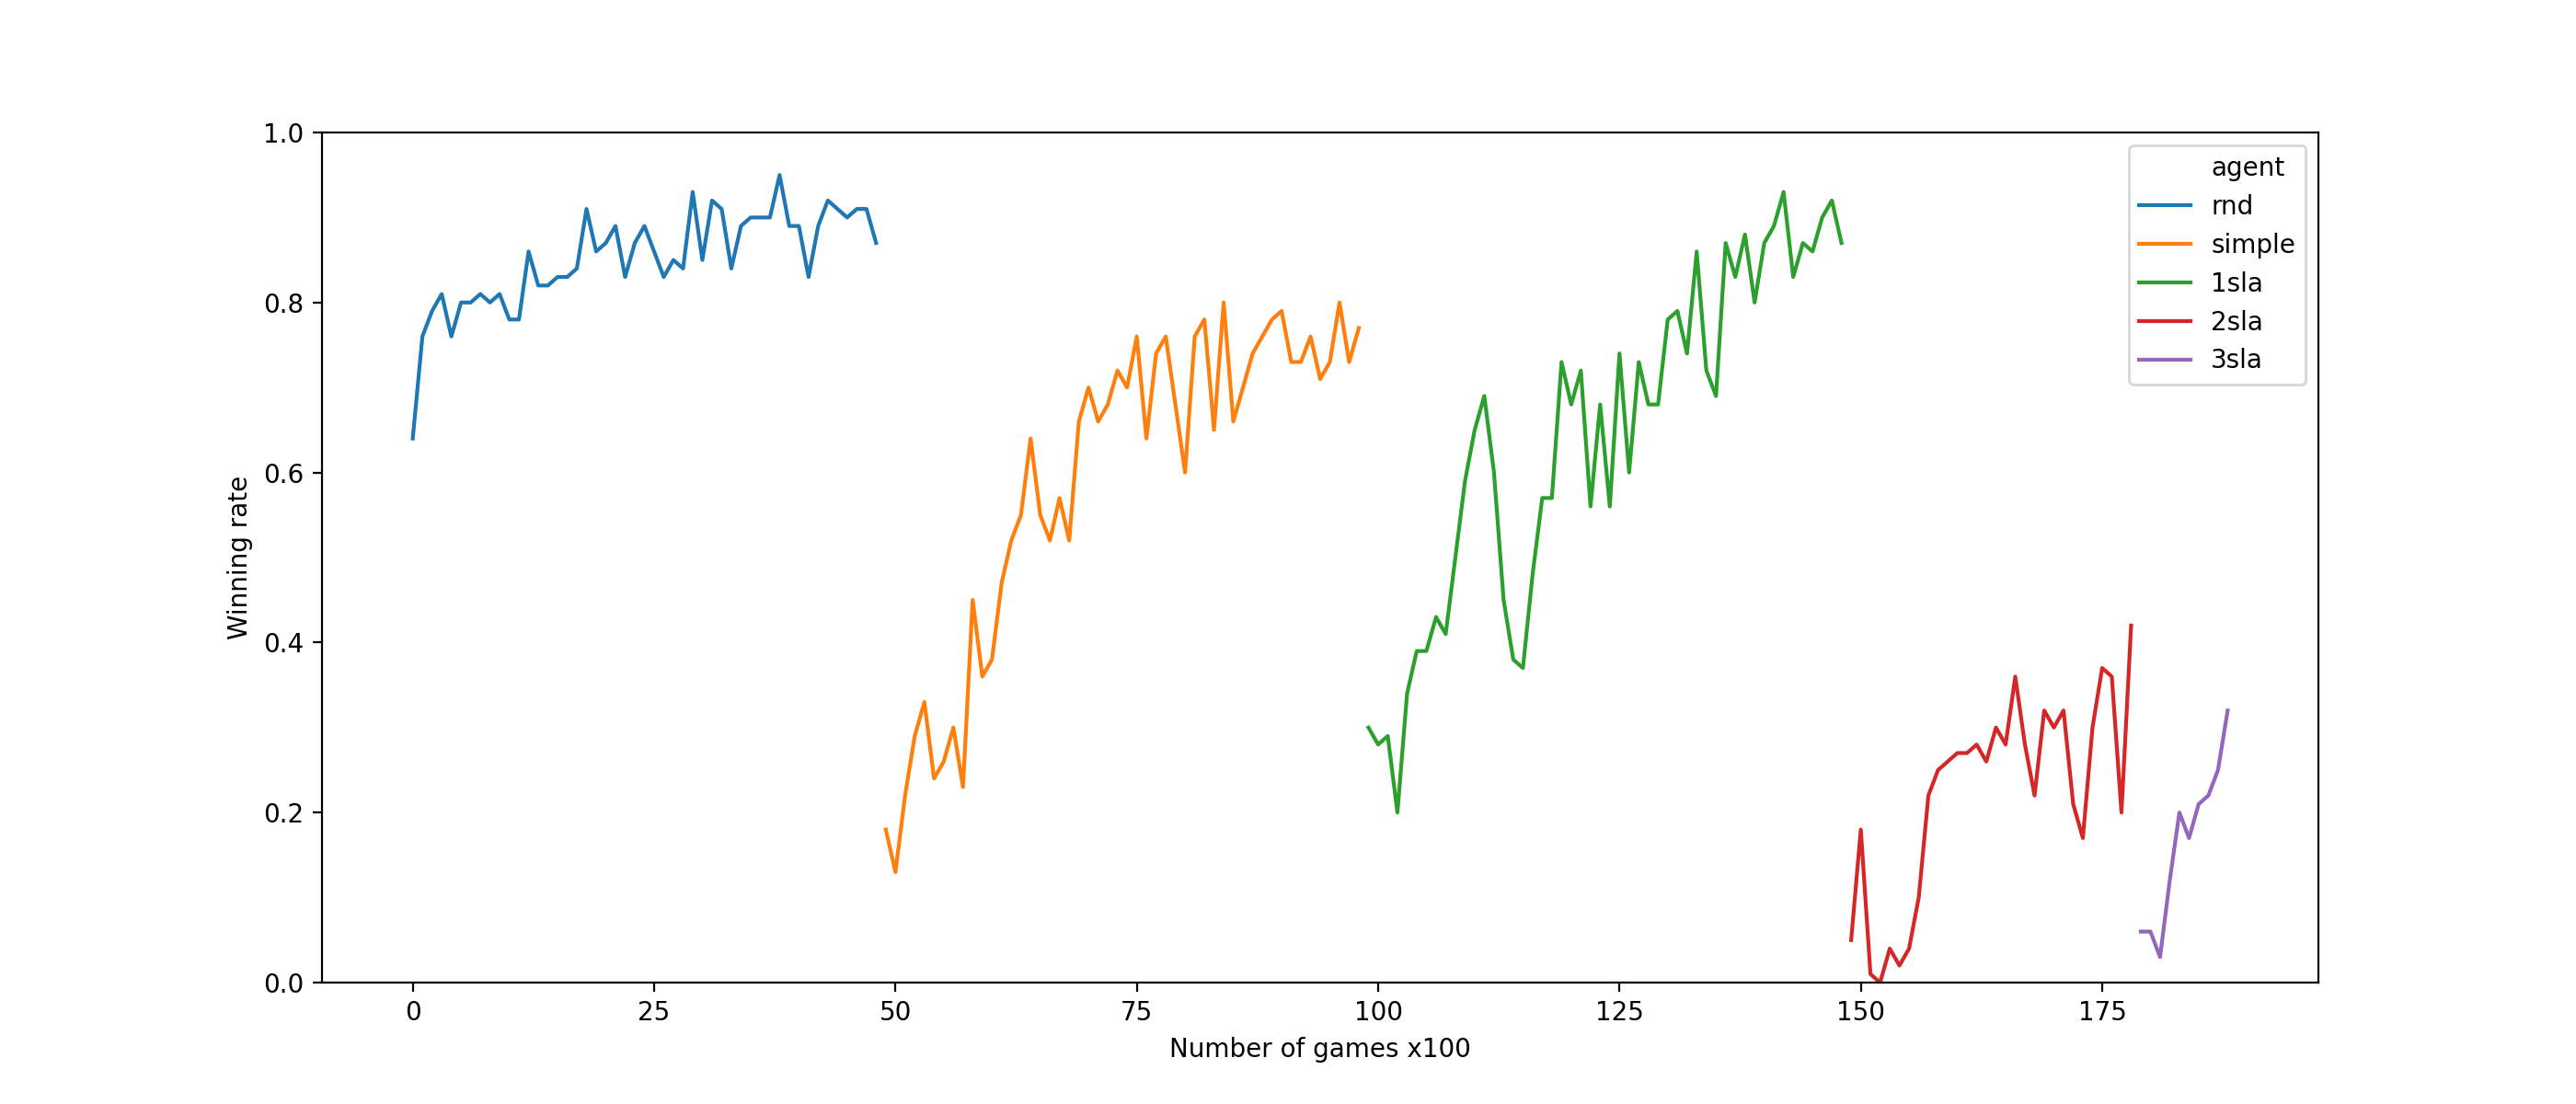 1.0
0.8
0.6
0.4
0.2
0.0
Winning rate
0 25 50 75 100 125 150 175
Number of games x100
agent
rnd
simple
1sla
2sla
3sla